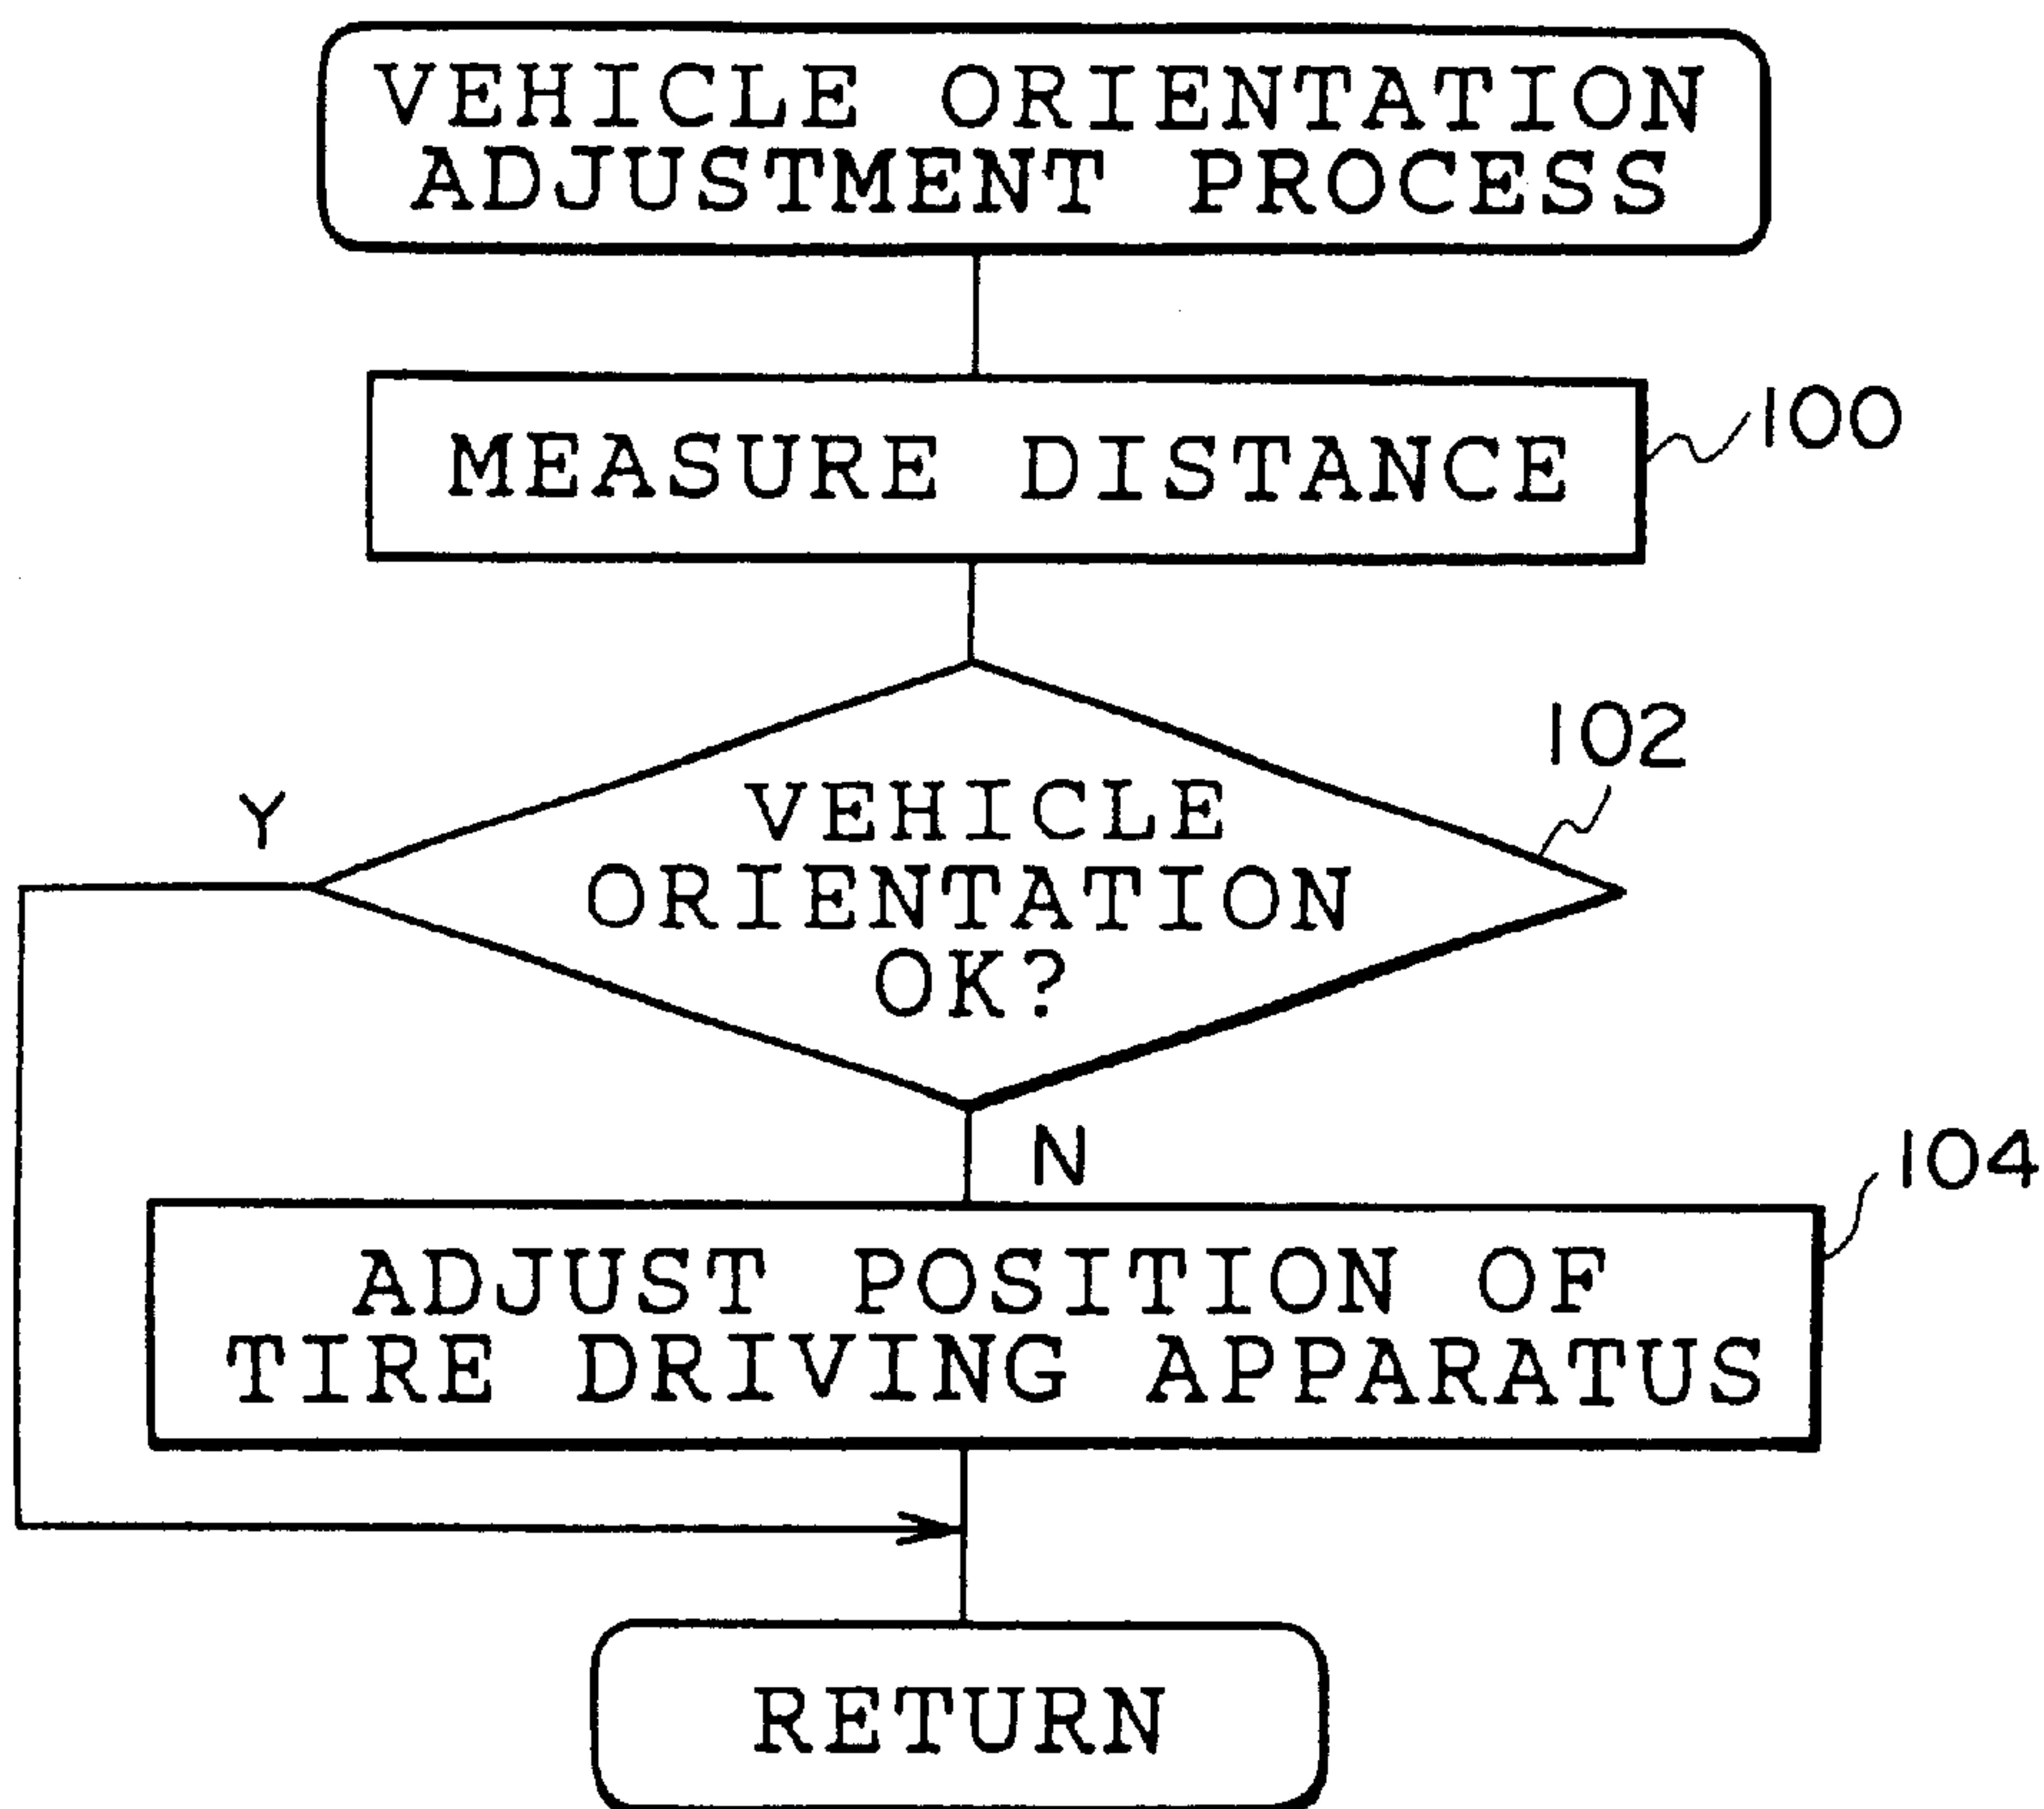 VEHICLE ORIENTATION
ADJUSTMENT PROCESS
MEASURE DISTANCE
100
102
Y
VEHICLE
ORIENTATION
OK?
N
104
ADJUST POSITION OF
TIRE DRIVING APPARATUS
RETURN